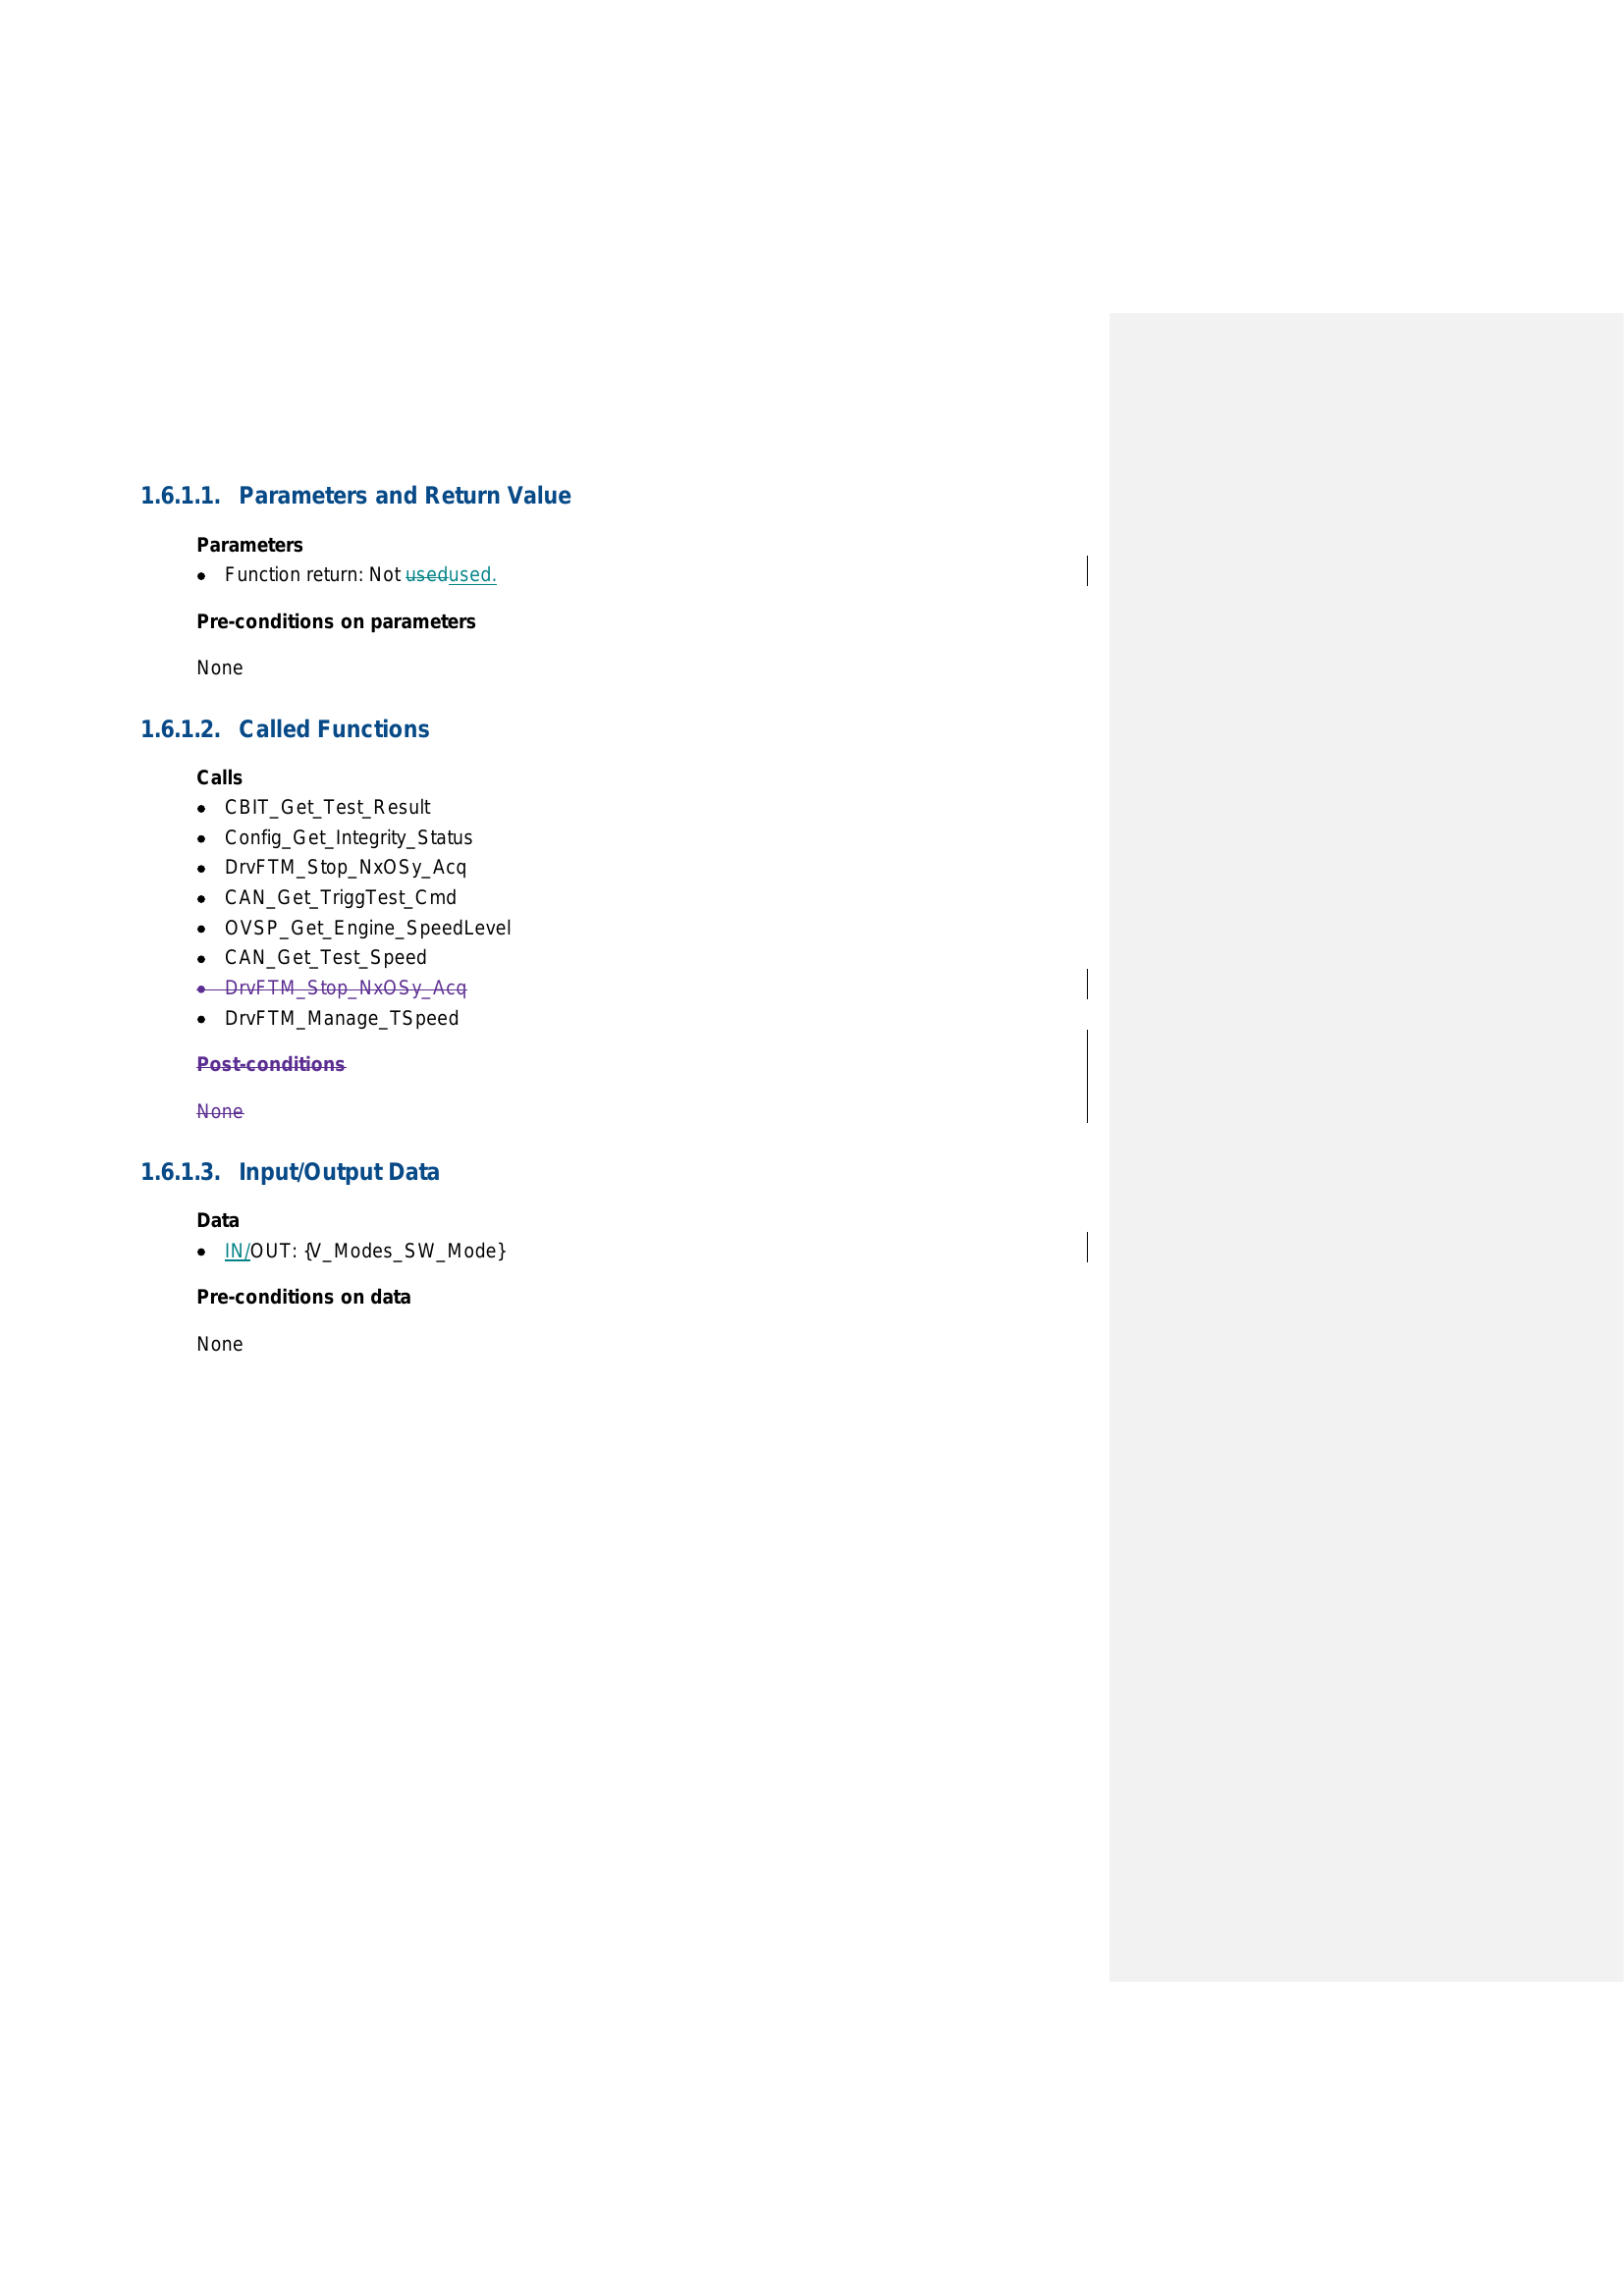 1.6.1.1. Parameters and Return Value
Parameters
● Function return: Not usedused.
Pre-conditions on parameters
None
1.6.1.2. Called Functions
Calls
● CBIT_Get_Test_Result
● Config_Get_Integrity_Status
● DrvFTM_Stop_NxOSy_Acq
● CAN_Get_TriggTest_Cmd
● OVSP_Get_Engine_SpeedLevel
● CAN_Get_Test_Speed
● DrvFTM_Stop_NxOSy_Acq
● DrvFTM_Manage_TSpeed
Post-conditions
None
1.6.1.3. Input/Output Data
Data
● IN/OUT: {V_Modes_SW_Mode}
Pre-conditions on data
None